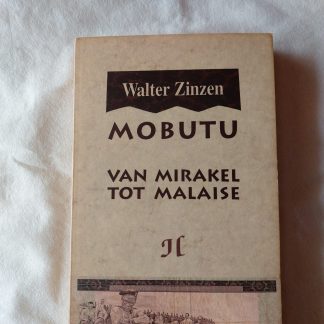 Walter Zinzen
MOBUTU
VAN MIRAKEL
TOT MALAISE